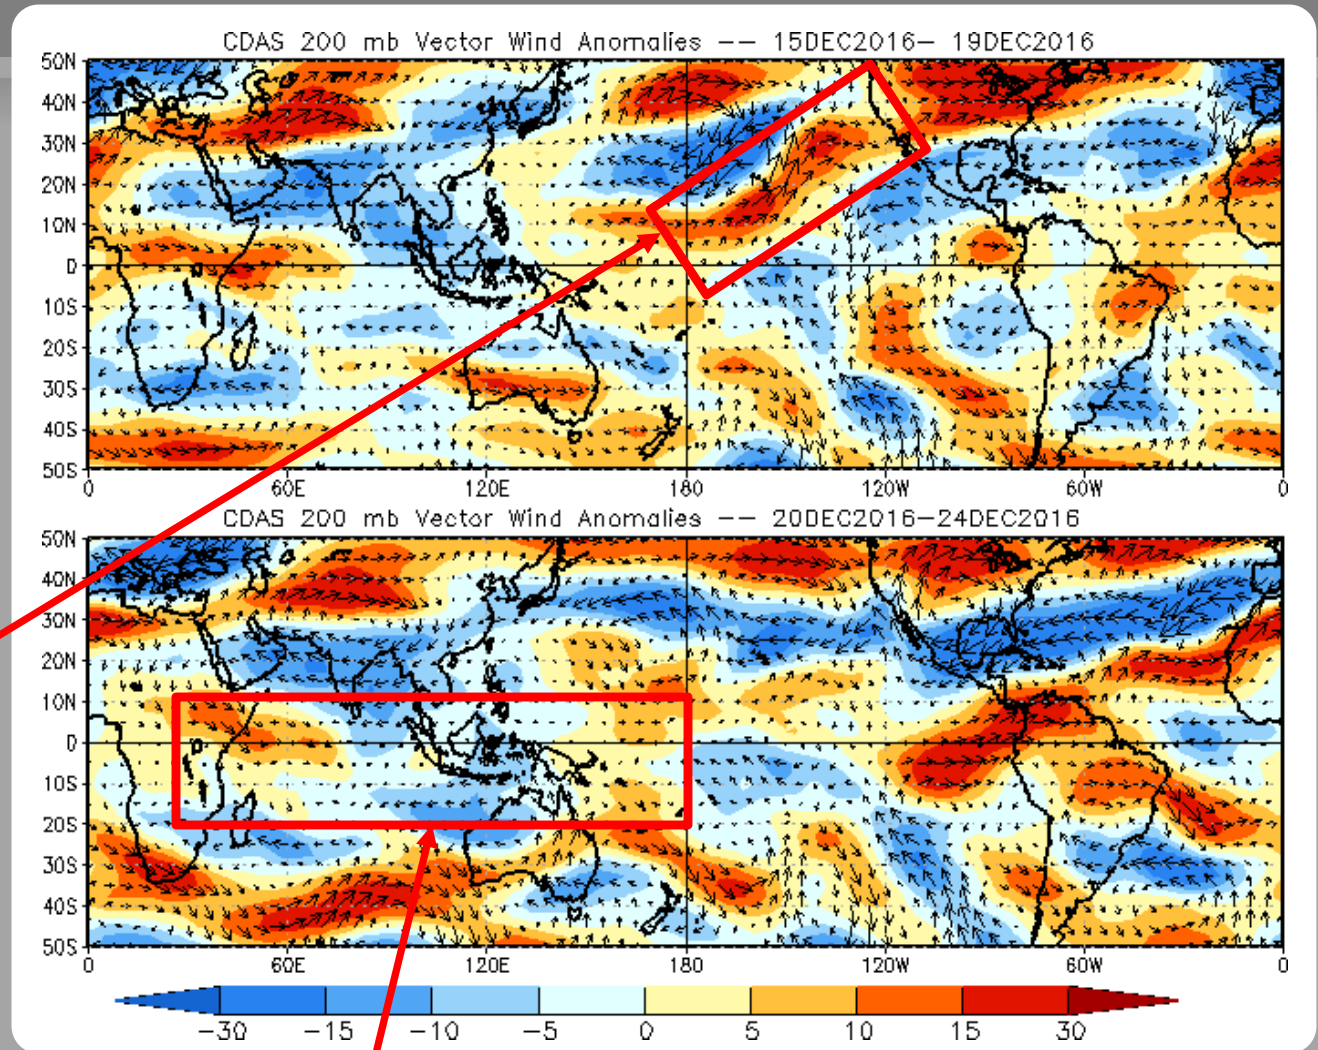 CDAS 200 mb Vector Wind Anomalies -- 15DEC2016- 19DEC2016
50N
40N
30N
20N
10N
0
10S
20S
30S
40S
50S
0 60E 120E 180 120W 60W 0
CDAS 200 mb Vector Wind Anomalies -- 20DEC2016-24DEC2016
50N
40N
30N
20N
10N
0
10S
20S
30S
40S
50S
0 60E 120E 180 120W 60W 0
-30 -15 -10 -5 0 5 10 15 30